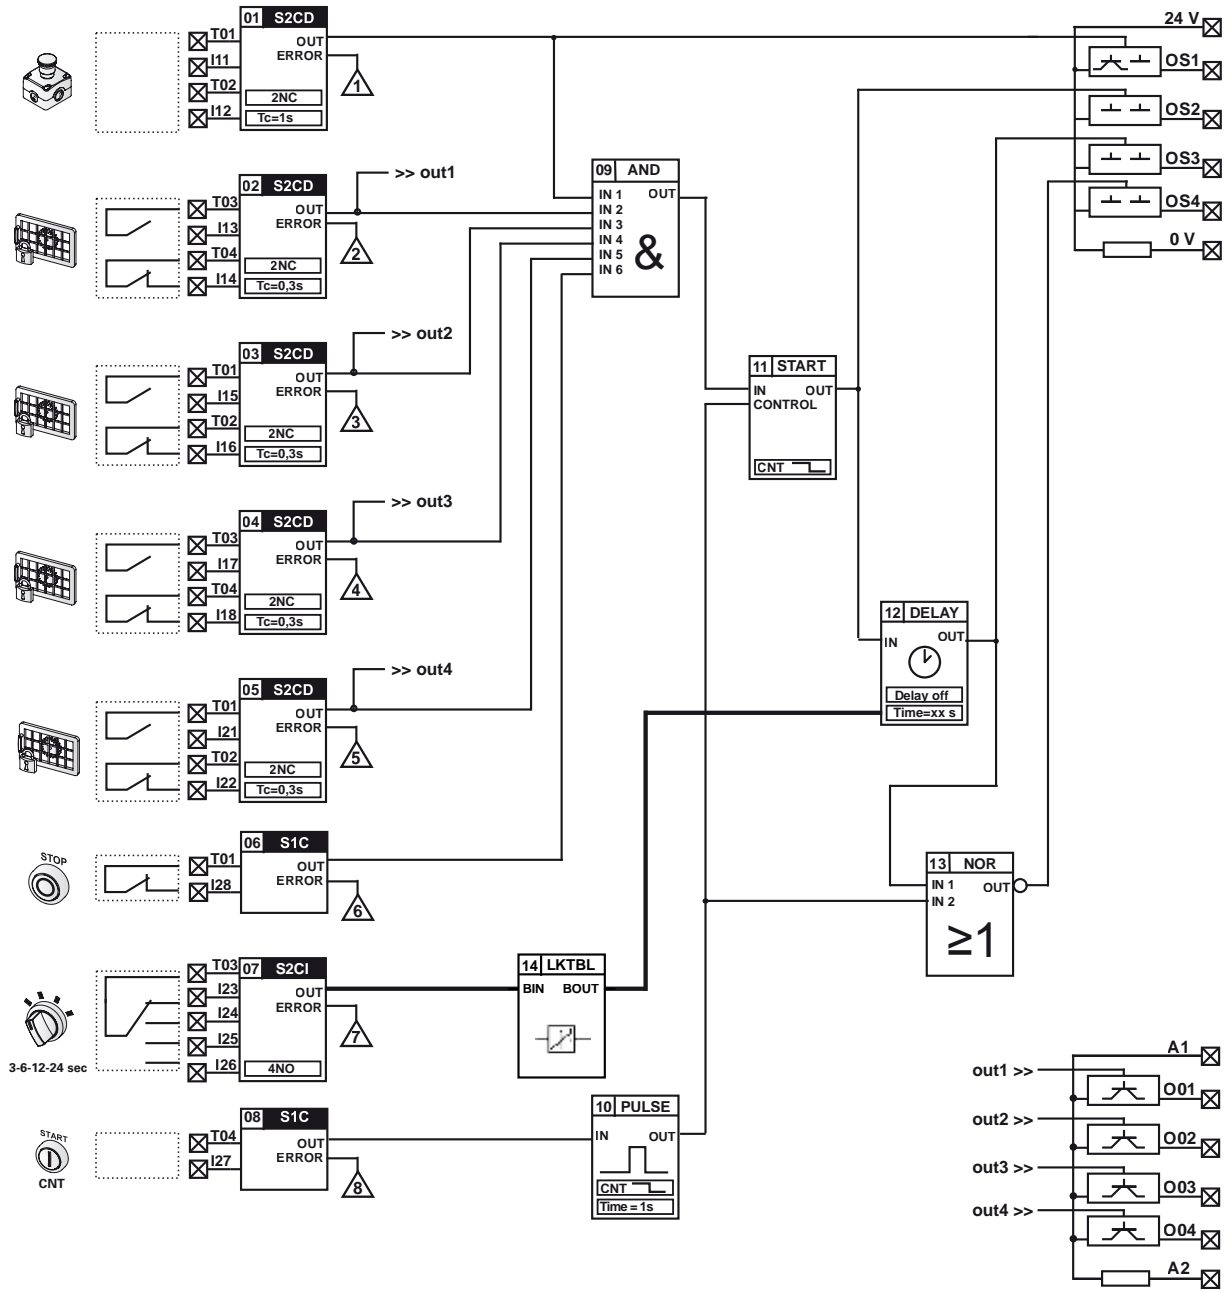 01 S2CD
T01
I11
T02
I12
OUT
ERROR
1
2NC
Tc=1s
02 S2CD
T03
I13
T04
I14
OUT
ERROR
2
2NC
Tc=0,3s
>> out1
03 S2CD
T01
I15
T02
I16
OUT
ERROR
3
2NC
Tc=0,3s
>> out2
04 S2CD
T03
I17
T04
I18
OUT
ERROR
4
2NC
Tc=0,3s
>> out3
05 S2CD
T01
I21
T02
I22
OUT
ERROR
5
2NC
Tc=0,3s
>> out4
STOP
06 S1C
T01
I28
OUT
ERROR
6
3-6-12-24 sec
07 S2CI
T03
I23
I24
I25
I26
OUT
ERROR
7
4NO
START
CNT
08 S1C
T04
I27
OUT
ERROR
8
09 AND
IN 1
IN 2
IN 3
IN 4
IN 5
IN 6
OUT
&
14 LKTBL
BIN BOUT
10 PULSE
IN OUT
CNT
Time = 1s
11 START
IN OUT
CONTROL
CNT
12 DELAY
IN OUT
Delay off
Time=xx s
13 NOR
IN 1
IN 2
OUT
≥1
24 V
OS1
OS2
OS3
OS4
0 V
A1
out1 >>
O01
out2 >>
O02
out3 >>
O03
out4 >>
O04
A2